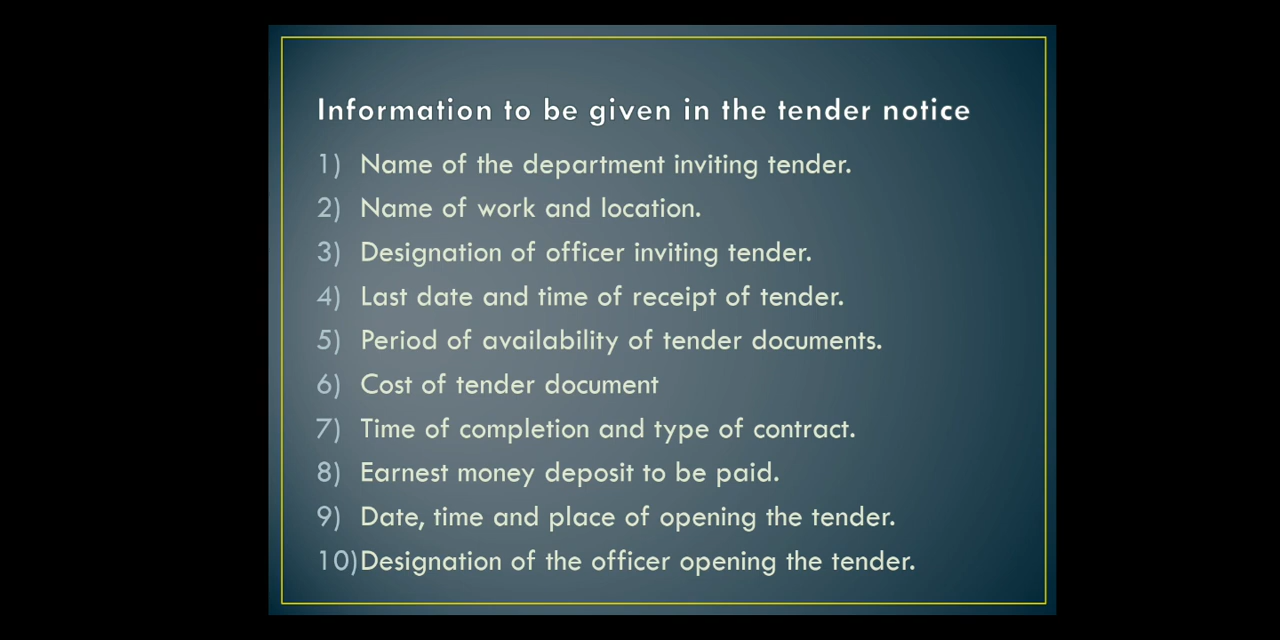 Information to be given in the tender notice
1) Name of the department inviting tender.
2) Name of work and location.
3) Designation of officer inviting tender.
4) Last date and time of receipt of tender.
5) Period of availability of tender documents.
6) Cost of tender document
7) Time of completion and type of contract.
8) Earnest money deposit to be paid.
9) Date, time and place of opening the tender.
10)Designation of the officer opening the tender.